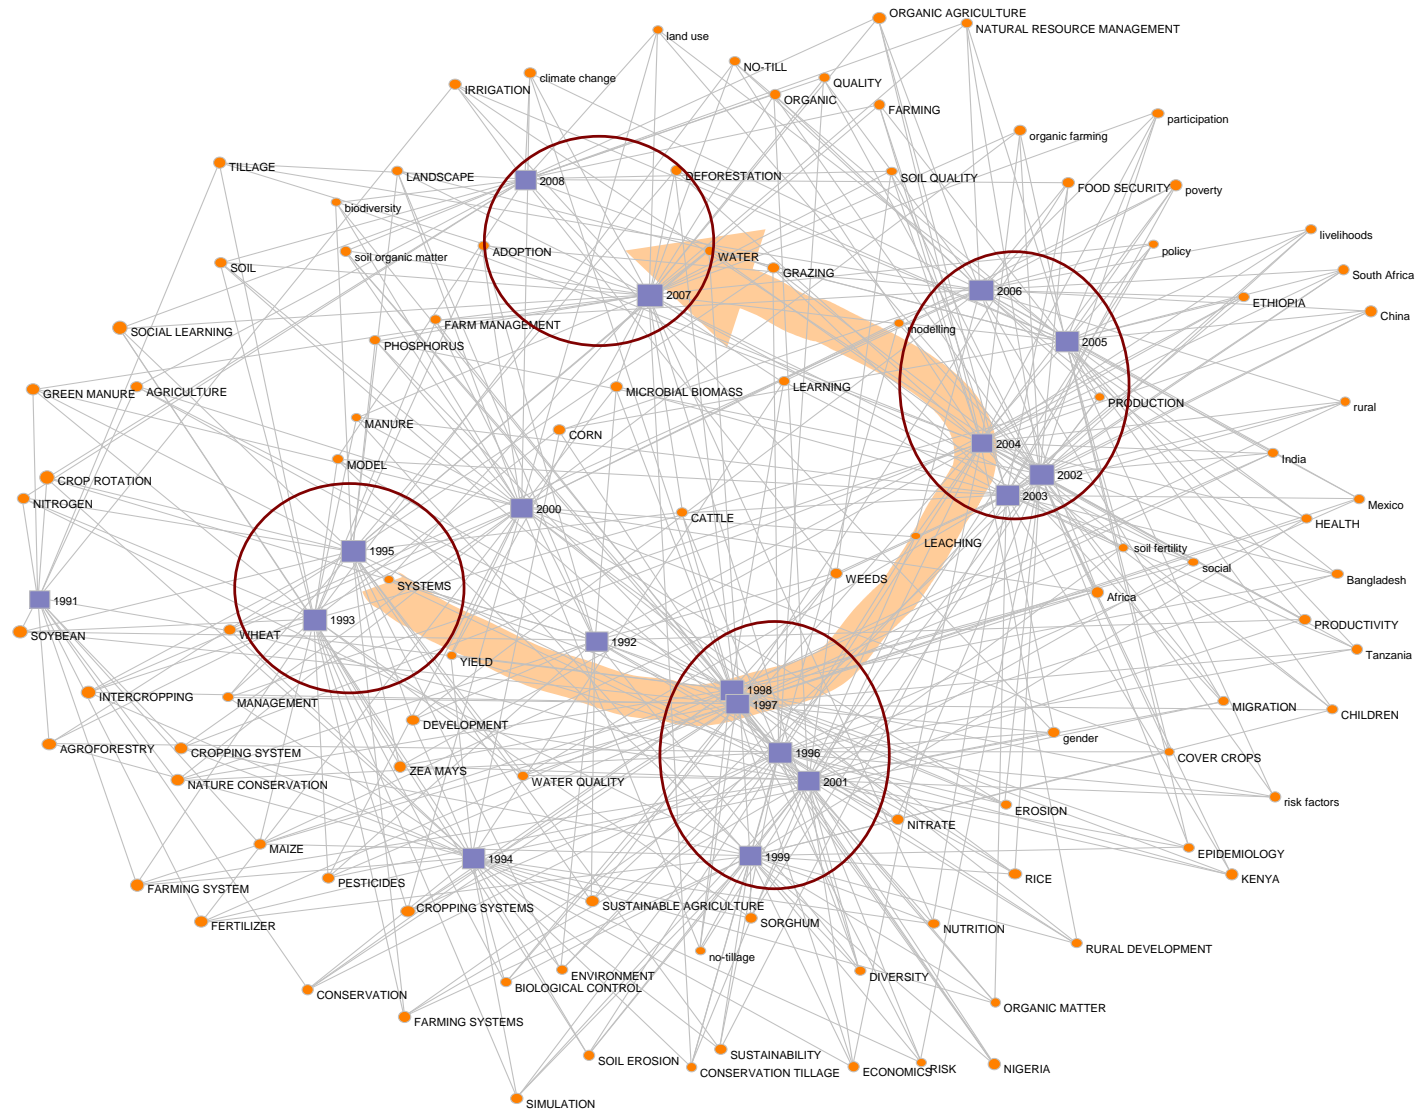 ORGANIC AGRICULTURE
NATURAL RESOURCE MANAGEMENT
land use
NO-TILL
climate change
QUALITY
IRRIGATION
ORGANIC
FARMING
participation
organic farming
TILLAGE
LANDSCAPE
DEFORESTATION
SOIL QUALITY
2008
FOOD SECURITY
poverty
biodiversity
livelihoods
soil organic matter
ADOPTION
WATER
policy
SOIL
GRAZING
South Africa
2007
2006
ETHIOPIA
China
SOCIAL LEARNING
FARM MANAGEMENT
modelling
PHOSPHORUS
2005
GREEN MANURE
AGRICULTURE
MICROBIAL BIOMASS
LEARNING
PRODUCTION
rural
MANURE
CORN
2004
MODEL
India
CROP ROTATION
2002
NITROGEN
2003
Mexico
2000
CATTLE
HEALTH
1995
LEACHING
soil fertility
social
SYSTEMS
WEEDS
Bangladesh
1991
Africa
1993
PRODUCTIVITY
SOYBEAN
WHEAT
1992
YIELD
Tanzania
1998
INTERCROPPING
MANAGEMENT
1997
MIGRATION
CHILDREN
DEVELOPMENT
gender
AGROFORESTRY
CROPPING SYSTEM
1996
COVER CROPS
ZEA MAYS
WATER QUALITY
2001
NATURE CONSERVATION
risk factors
EROSION
NITRATE
MAIZE
1999
EPIDEMIOLOGY
1994
RICE
KENYA
PESTICIDES
FARMING SYSTEM
SUSTAINABLE AGRICULTURE
CROPPING SYSTEMS
SORGHUM
FERTILIZER
NUTRITION
RURAL DEVELOPMENT
no-tillage
ENVIRONMENT
DIVERSITY
BIOLOGICAL CONTROL
CONSERVATION
ORGANIC MATTER
FARMING SYSTEMS
SUSTAINABILITY
SOIL EROSION
CONSERVATION TILLAGE
ECONOMICS
RISK
NIGERIA
SIMULATION